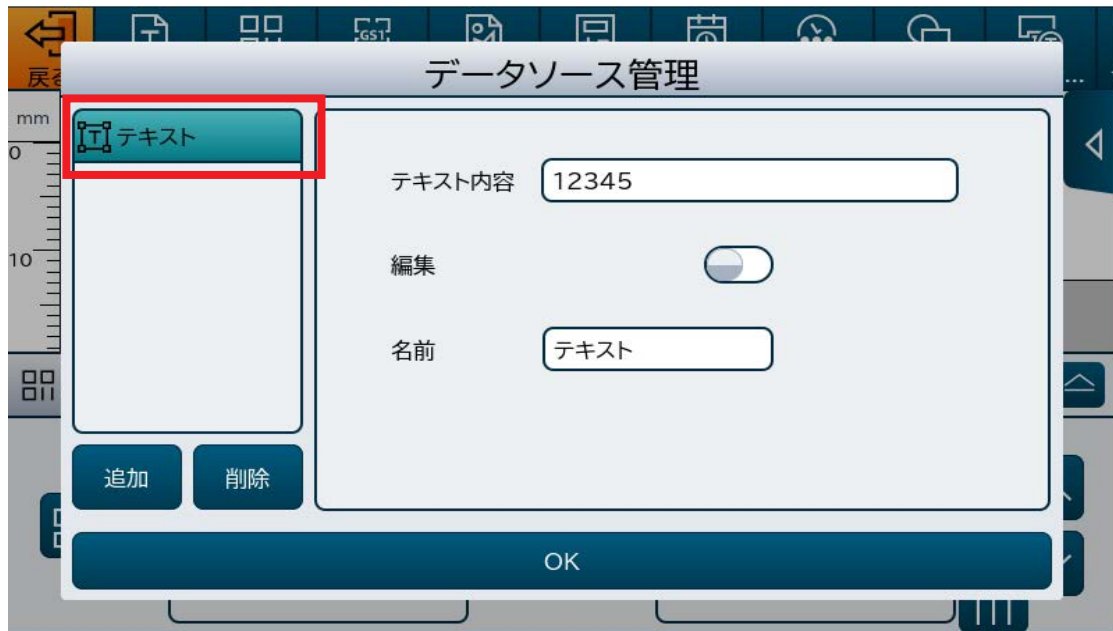 GS1
戻る
...
データソース管理
mm
0
10
テキスト
テキスト内容
12345
編集
名前
テキスト
追加
削除
OK